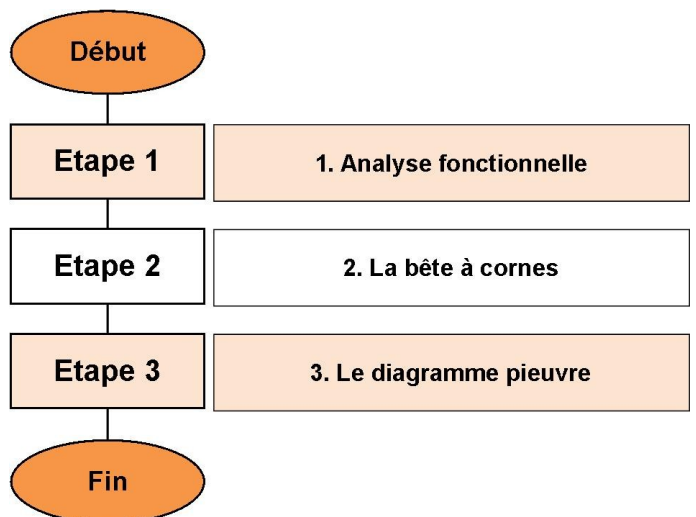 Début
Etape 1
1. Analyse fonctionnelle
Etape 2
2. La bête à cornes
Etape 3
3. Le diagramme pieuvre
Fin